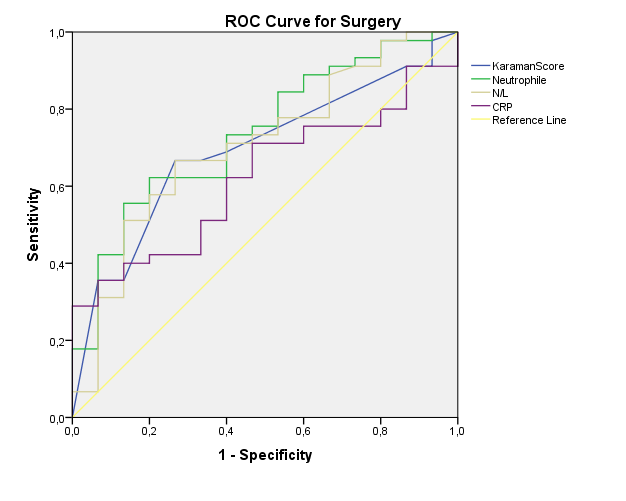 ROC Curve for Surgery
1,0
0,8
0,6
0,4
0,2
0,0
Sensitivity
0,0 0,2 0,4 0,6 0,8 1,0
1 - Specificity
KaramanScore
Neutrophile
N/L
CRP
Reference Line